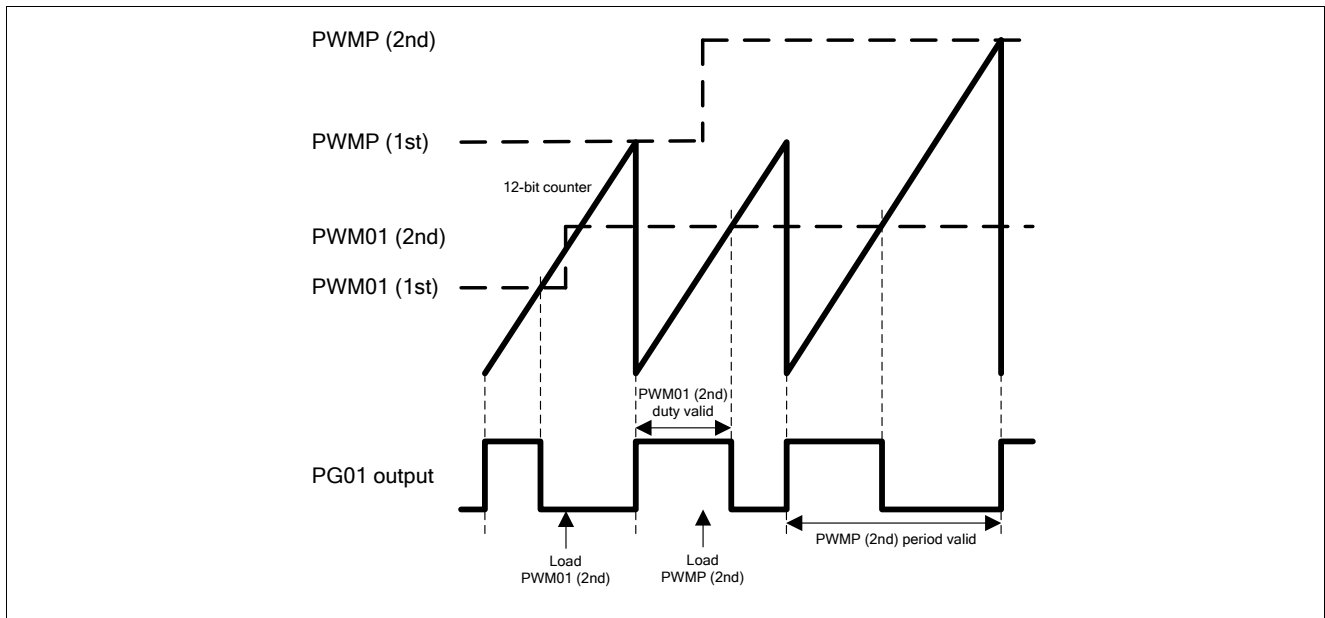 PWMP (2nd)
PWMP (1st)
12-bit counter
PWM01 (2nd)
PWM01 (1st)
PWM01 (2nd)
duty valid
PG01 output
PWMP (2nd) period valid
Load
PWM01 (2nd)
Load
PWMP (2nd)